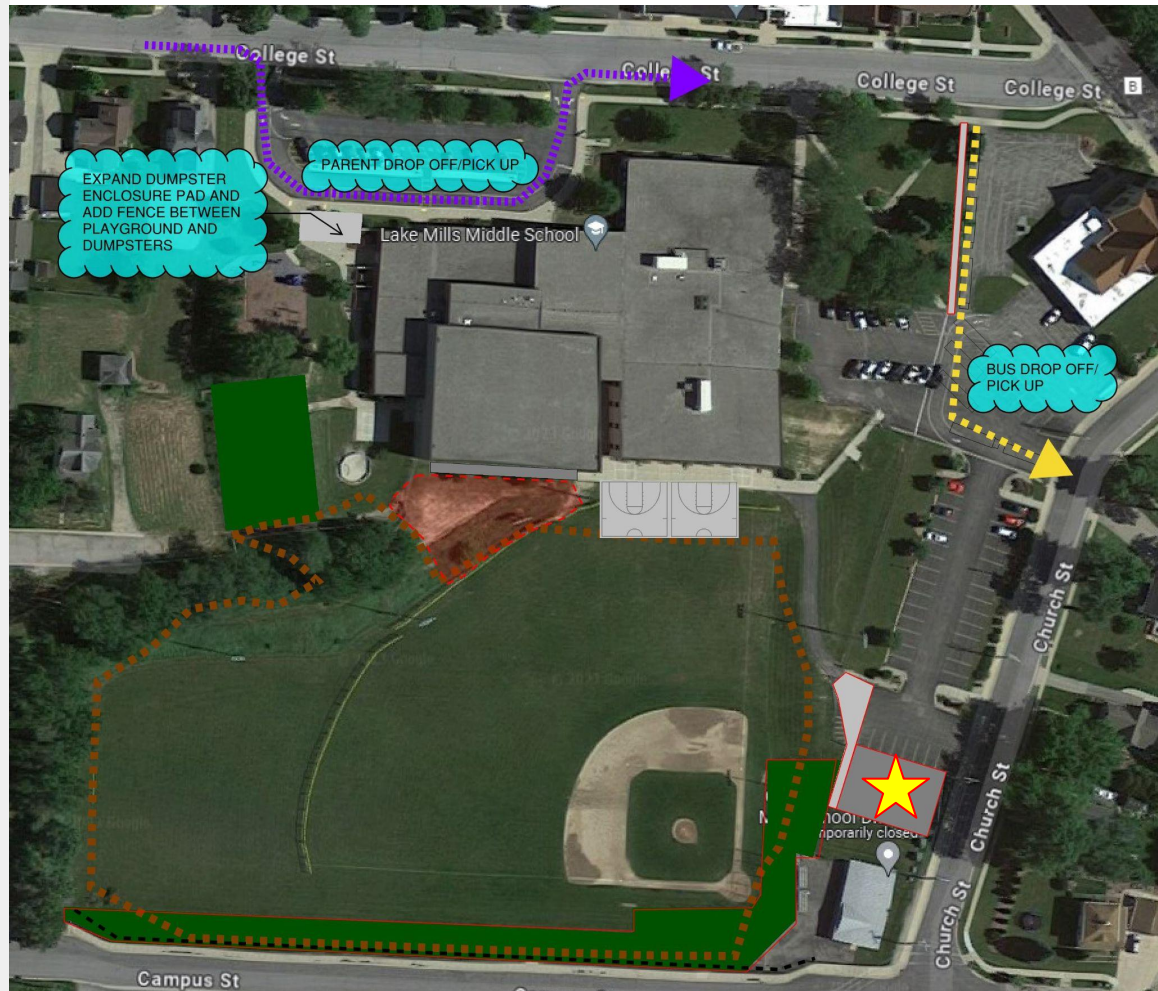 College St
College St
College St
College St
B
PARENT DROP OFF/PICK UP
EXPAND DUMPSTER
ENCLOSURE PAD AND
ADD FENCE BETWEEN
PLAYGROUND AND
DUMPSTERS
Lake Mills Middle School
BUS DROP OFF/
PICK UP
Church St
Church St
Church St
mporarily closed
Campus St